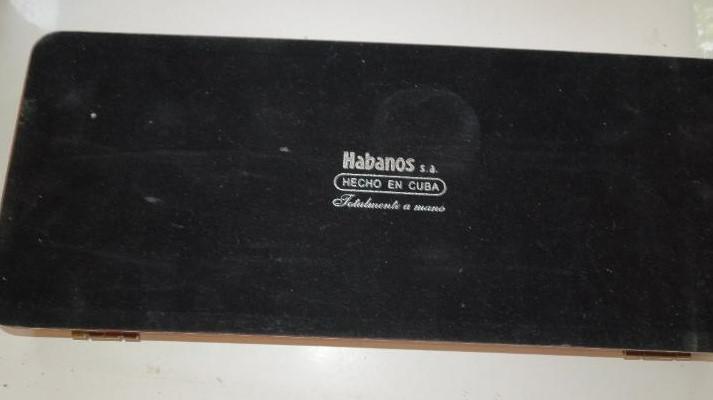 Habanos s.a.
HECHO EN CUBA
Totalmente a mano